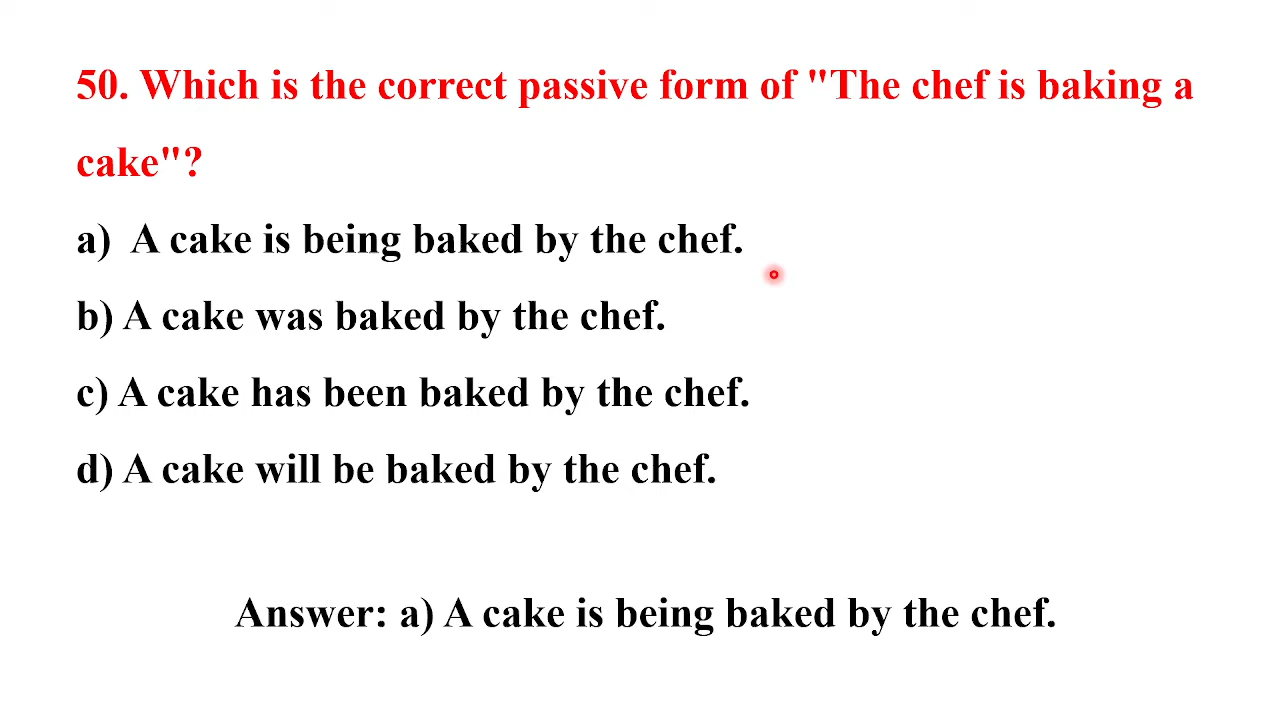 50. Which is the correct passive form of "The chef is baking a
cake"?
a)  A cake is being baked by the chef.
b) A cake was baked by the chef.
c) A cake has been baked by the chef.
d) A cake will be baked by the chef.
Answer: a) A cake is being baked by the chef.